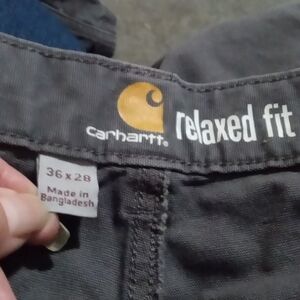 carhartt. relaxed fit
36 x 28
Made in
Bangladesh